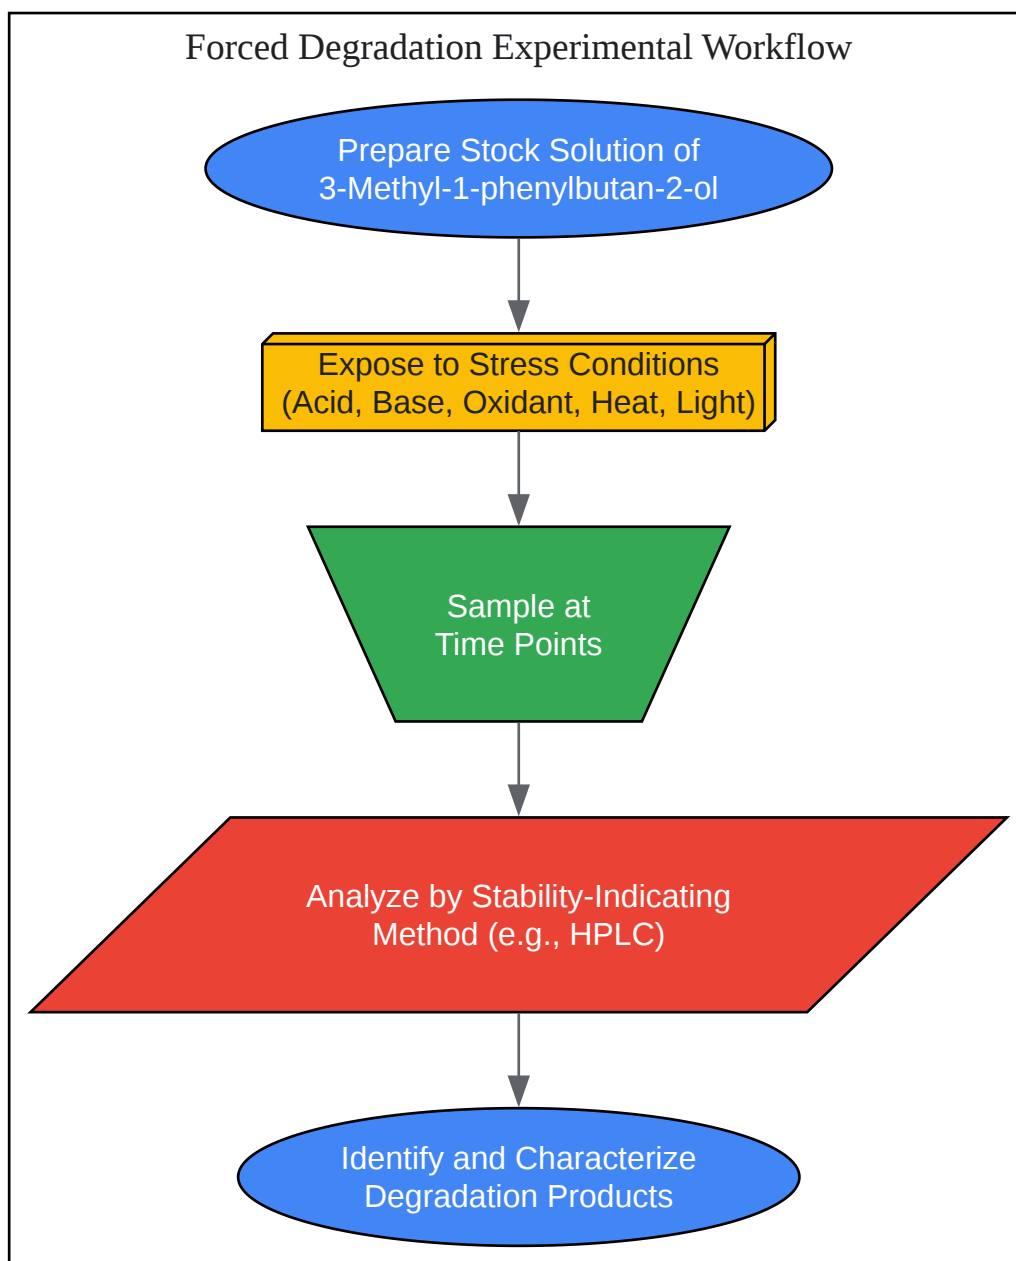 Forced Degradation Experimental Workflow
Prepare Stock Solution of
3-Methyl-1-phenylbutan-2-ol
Expose to Stress Conditions
(Acid, Base, Oxidant, Heat, Light)
Sample at
Time Points
Analyze by Stability-Indicating
Method (e.g., HPLC)
Identify and Characterize
Degradation Products